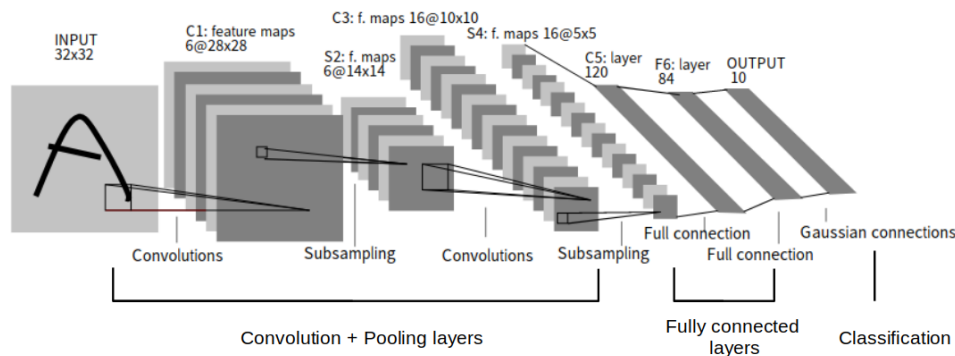 INPUT
32x32
C1: feature maps
6@28x28
S2: f. maps
6@14x14
C3: f. maps 16@10x10
S4: f. maps 16@5x5
C5: layer
120
F6: layer
84
OUTPUT
10
A
Convolutions
Subsampling
Convolutions
Subsampling
Full connection
Full connection
Gaussian connections
Convolution + Pooling layers
Fully connected
layers
Classification